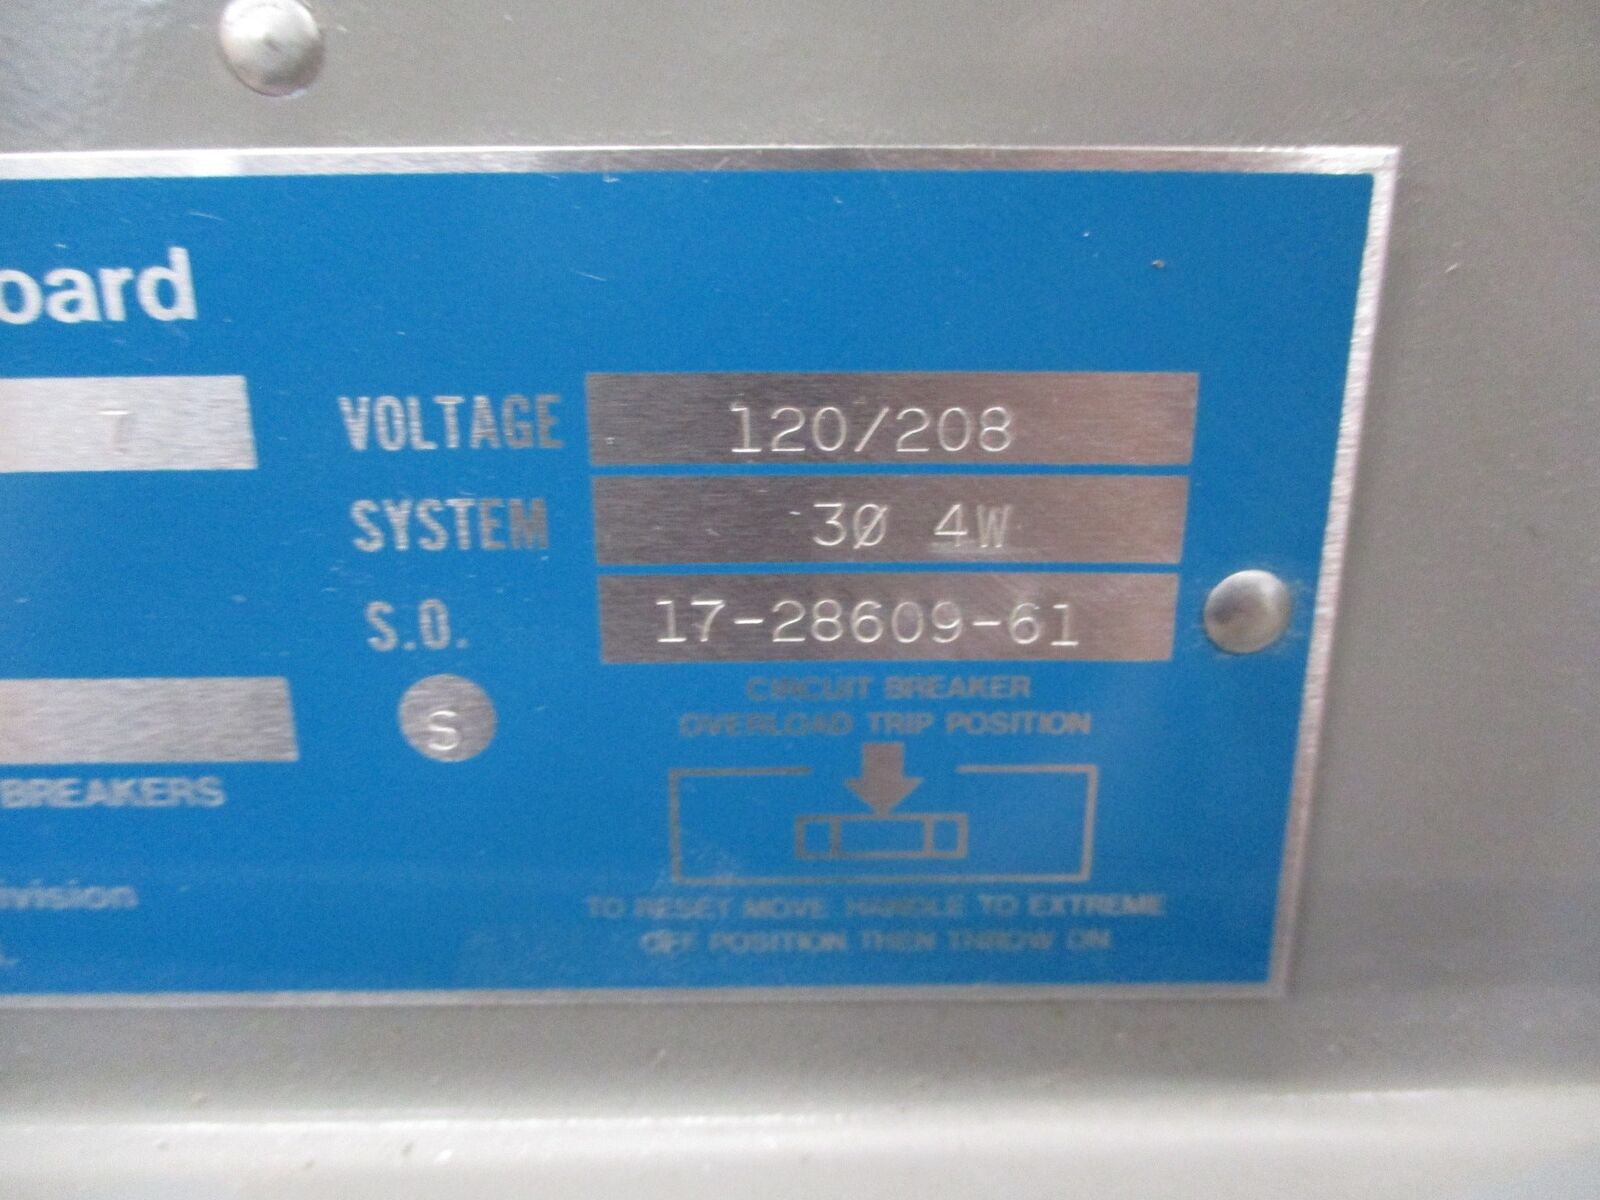 oard
7
VOLTAGE 120/208
SYSTEM 3Ø 4W
S.O. 17-28609-61
S
CIRCUIT BREAKER
OVERLOAD TRIP POSITION
BREAKERS
ivision
TO RESET MOVE HANDLE TO EXTREME
OFF POSITION THEN THROW ON